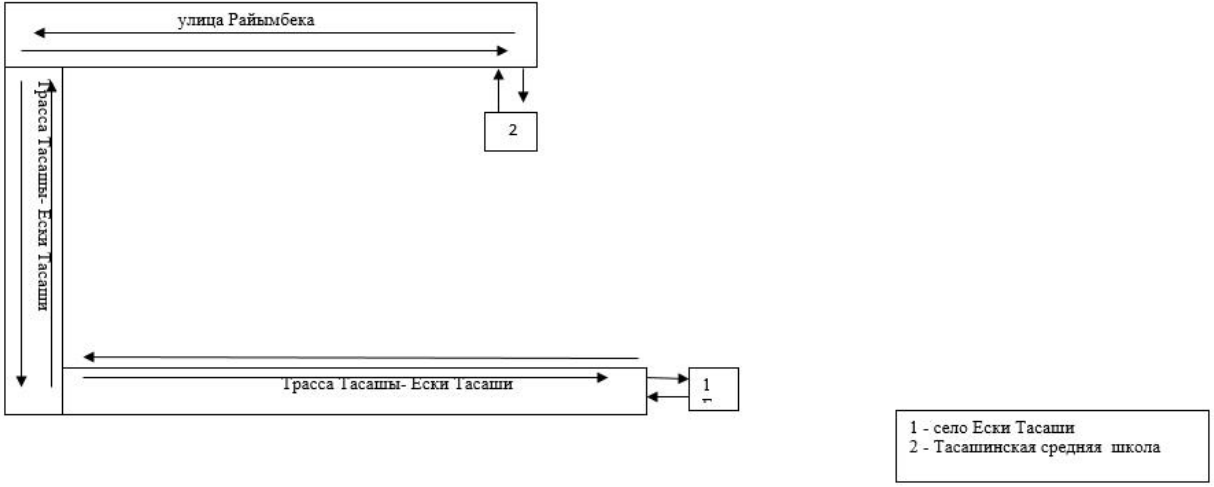 улица Райымбека
Трасса Тасашы- Ески Тасаши
2
Трасса Тасашы- Ески Тасаши
1
1 - село Ески Тасаши
2 - Тасашинская средняя школа